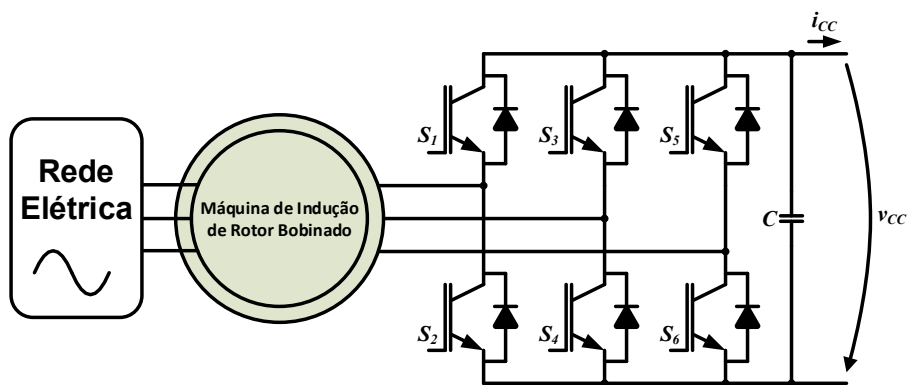 i_CC
S_1
S_3
S_5
Rede
Elétrica
Máquina de Indução
de Rotor Bobinado
C
v_CC
S_2
S_4
S_6